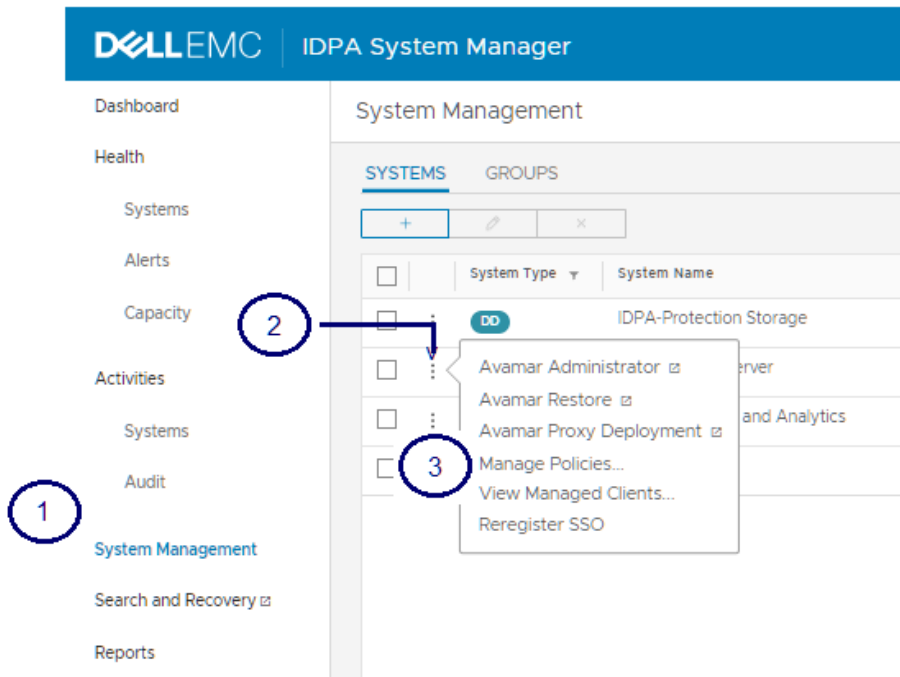 DELLEMC IDPA System Manager
Dashboard
Health
Systems
Alerts
Capacity
Activities
Systems
Audit
System Management
Search and Recovery
Reports
System Management
SYSTEMS GROUPS
+
System Type System Name
DD IDPA-Protection Storage
erver
and Analytics
Avamar Administrator
Avamar Restore
Avamar Proxy Deployment
Manage Policies...
View Managed Clients...
Reregister SSO
1
2
3